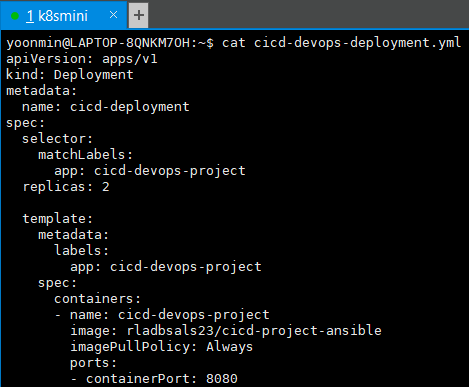 1 k8smini × +
yoonmin@LAPTOP-8QNKM7OH:~$ cat cicd-devops-deployment.yml
apiVersion: apps/v1
kind: Deployment
metadata:
  name: cicd-deployment
spec:
  selector:
    matchLabels:
      app: cicd-devops-project
  replicas: 2

  template:
    metadata:
      labels:
        app: cicd-devops-project
    spec:
      containers:
      - name: cicd-devops-project
        image: rladbsals23/cicd-project-ansible
        imagePullPolicy: Always
        ports:
        - containerPort: 8080